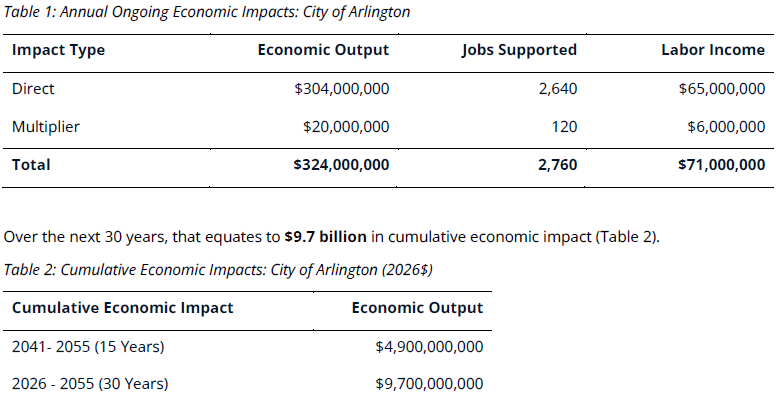 Table 1: Annual Ongoing Economic Impacts: City of Arlington
Impact Type Economic Output Jobs Supported Labor Income
Direct $304,000,000 2,640 $65,000,000
Multiplier $20,000,000 120 $6,000,000
Total $324,000,000 2,760 $71,000,000
Over the next 30 years, that equates to $9.7 billion in cumulative economic impact (Table 2).
Table 2: Cumulative Economic Impacts: City of Arlington (2026$)
Cumulative Economic Impact Economic Output
2041- 2055 (15 Years) $4,900,000,000
2026 - 2055 (30 Years) $9,700,000,000